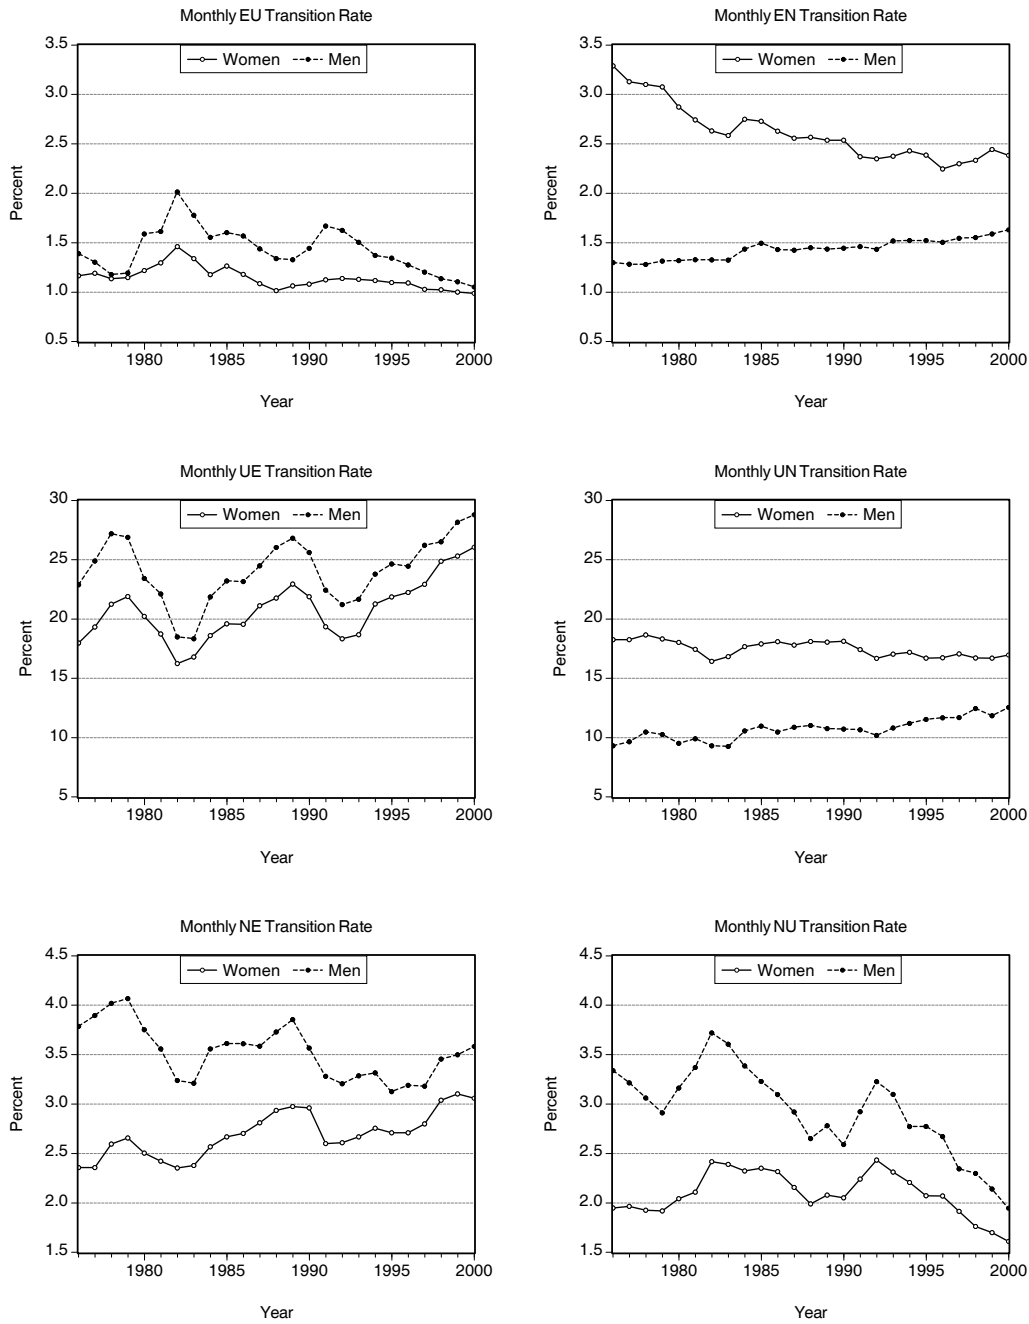 Monthly EU Transition Rate
Women Men
3.5
3.0
2.5
2.0
1.5
1.0
0.5
Percent
1980 1985 1990 1995 2000
Year
Monthly EN Transition Rate
Women Men
3.5
3.0
2.5
2.0
1.5
1.0
0.5
Percent
1980 1985 1990 1995 2000
Year
Monthly UE Transition Rate
Women Men
30
25
20
15
10
5
Percent
1980 1985 1990 1995 2000
Year
Monthly UN Transition Rate
Women Men
30
25
20
15
10
5
Percent
1980 1985 1990 1995 2000
Year
Monthly NE Transition Rate
Women Men
4.5
4.0
3.5
3.0
2.5
2.0
1.5
Percent
1980 1985 1990 1995 2000
Year
Monthly NU Transition Rate
Women Men
4.5
4.0
3.5
3.0
2.5
2.0
1.5
Percent
1980 1985 1990 1995 2000
Year